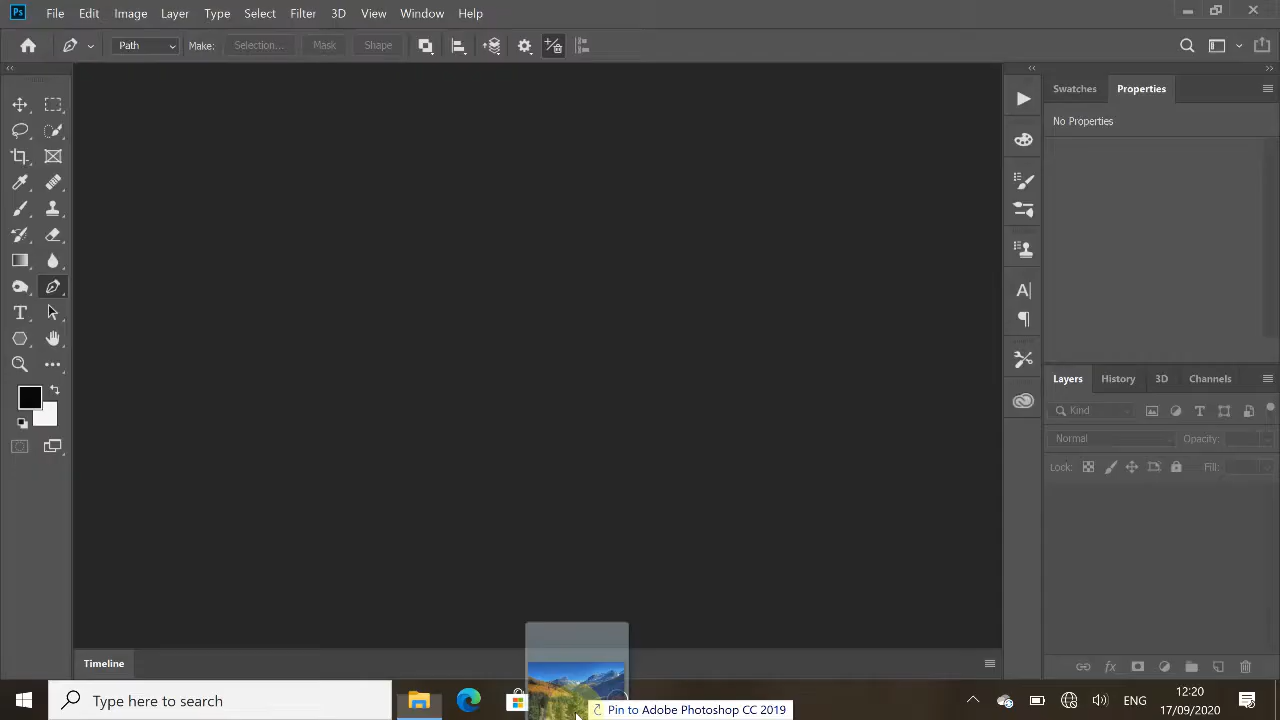 Ps File Edit Image Layer Type Select Filter 3D View Window Help
Path Make: Selection... Mask Shape
Swatches Properties
No Properties
Layers History 3D Channels
Kind
Normal Opacity:
Lock: Fill:
Timeline
Type here to search
Pin to Adobe Photoshop CC 2019
ENG
12:20
17/09/2020